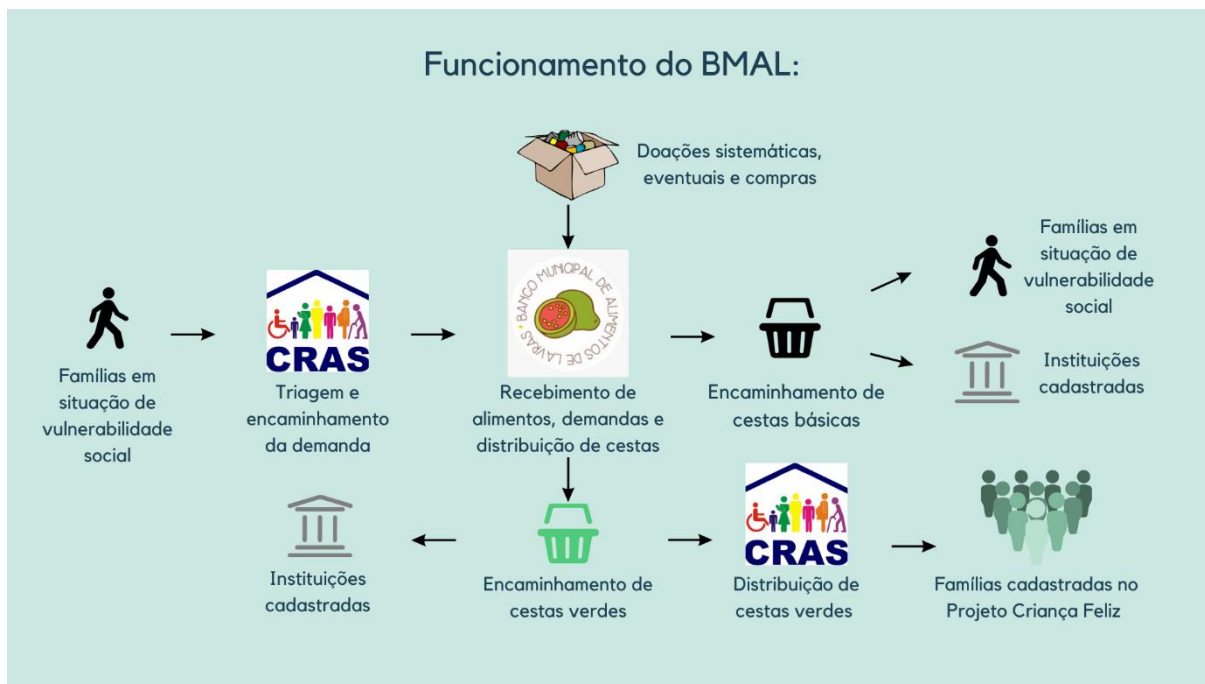 Funcionamento do BMAL:
Doações sistemáticas,
eventuais e compras
Famílias em
situação de
vulnerabilidade
social
CRAS
Triagem e
encaminhamento
da demanda
BANCO MUNICIPAL DE ALIMENTOS DE LAVRAS
Recebimento de
alimentos, demandas e
distribuição de cestas
Encaminhamento de
cestas básicas
Famílias em
situação de
vulnerabilidade
social
Instituições
cadastradas
Instituições
cadastradas
Encaminhamento de
cestas verdes
CRAS
Distribuição de
cestas verdes
Famílias cadastradas no
Projeto Criança Feliz